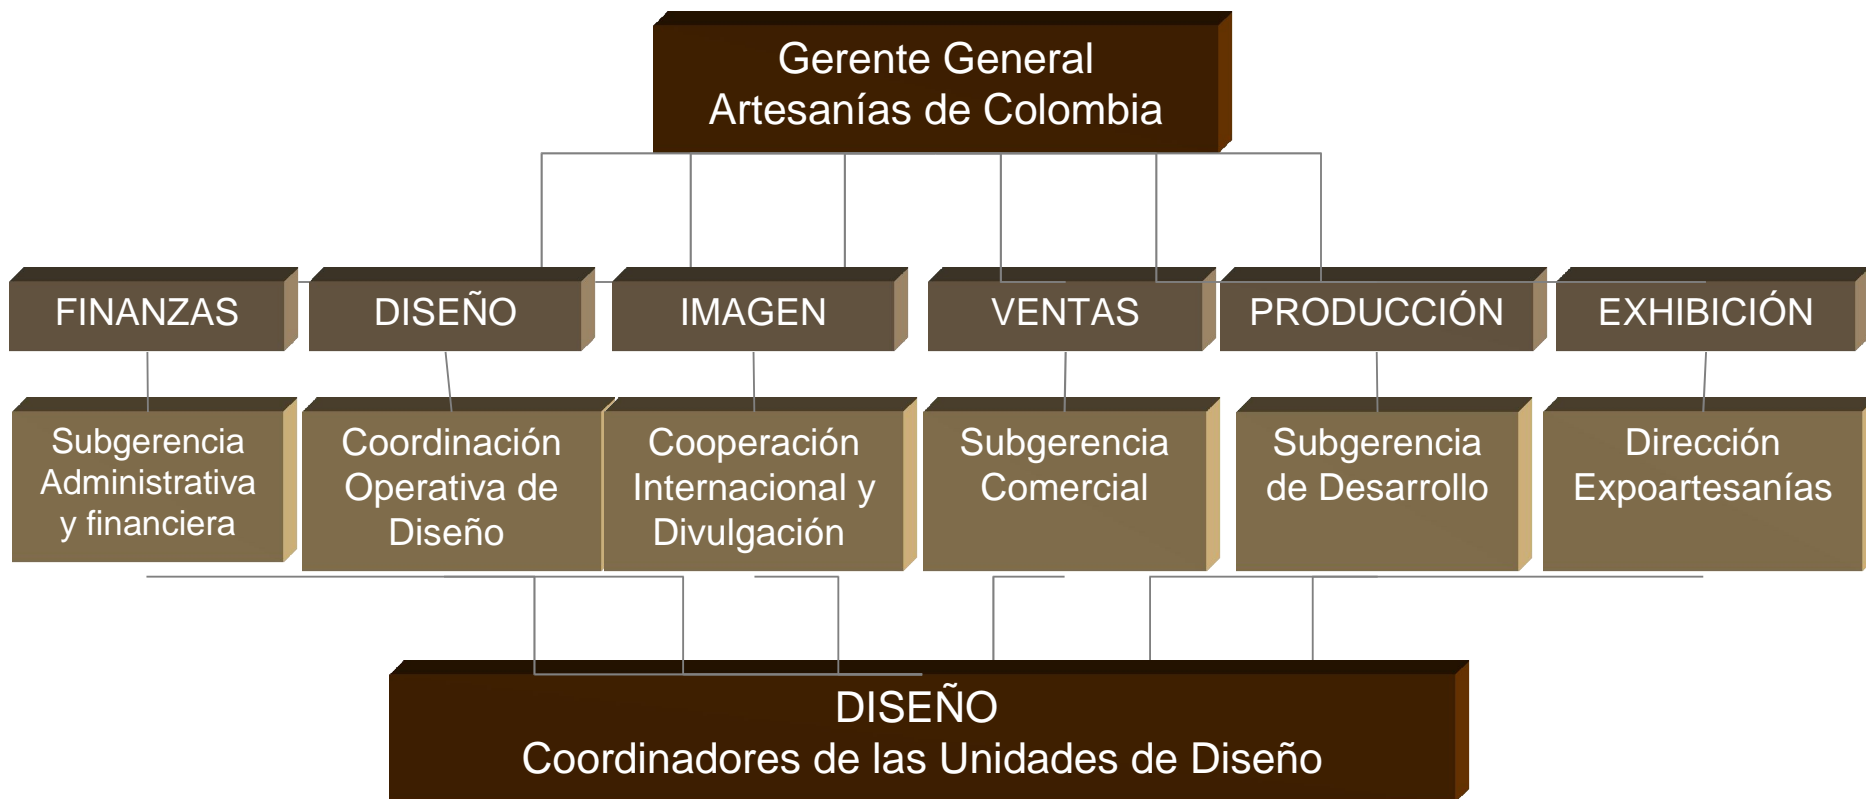 Gerente General
Artesanías de Colombia
FINANZAS
DISEÑO
IMAGEN
VENTAS
PRODUCCIÓN
EXHIBICIÓN
Subgerencia
Administrativa
y financiera
Coordinación
Operativa de
Diseño
Cooperación
Internacional y
Divulgación
Subgerencia
Comercial
Subgerencia
de Desarrollo
Dirección
Expoartesanías
DISEÑO
Coordinadores de las Unidades de Diseño